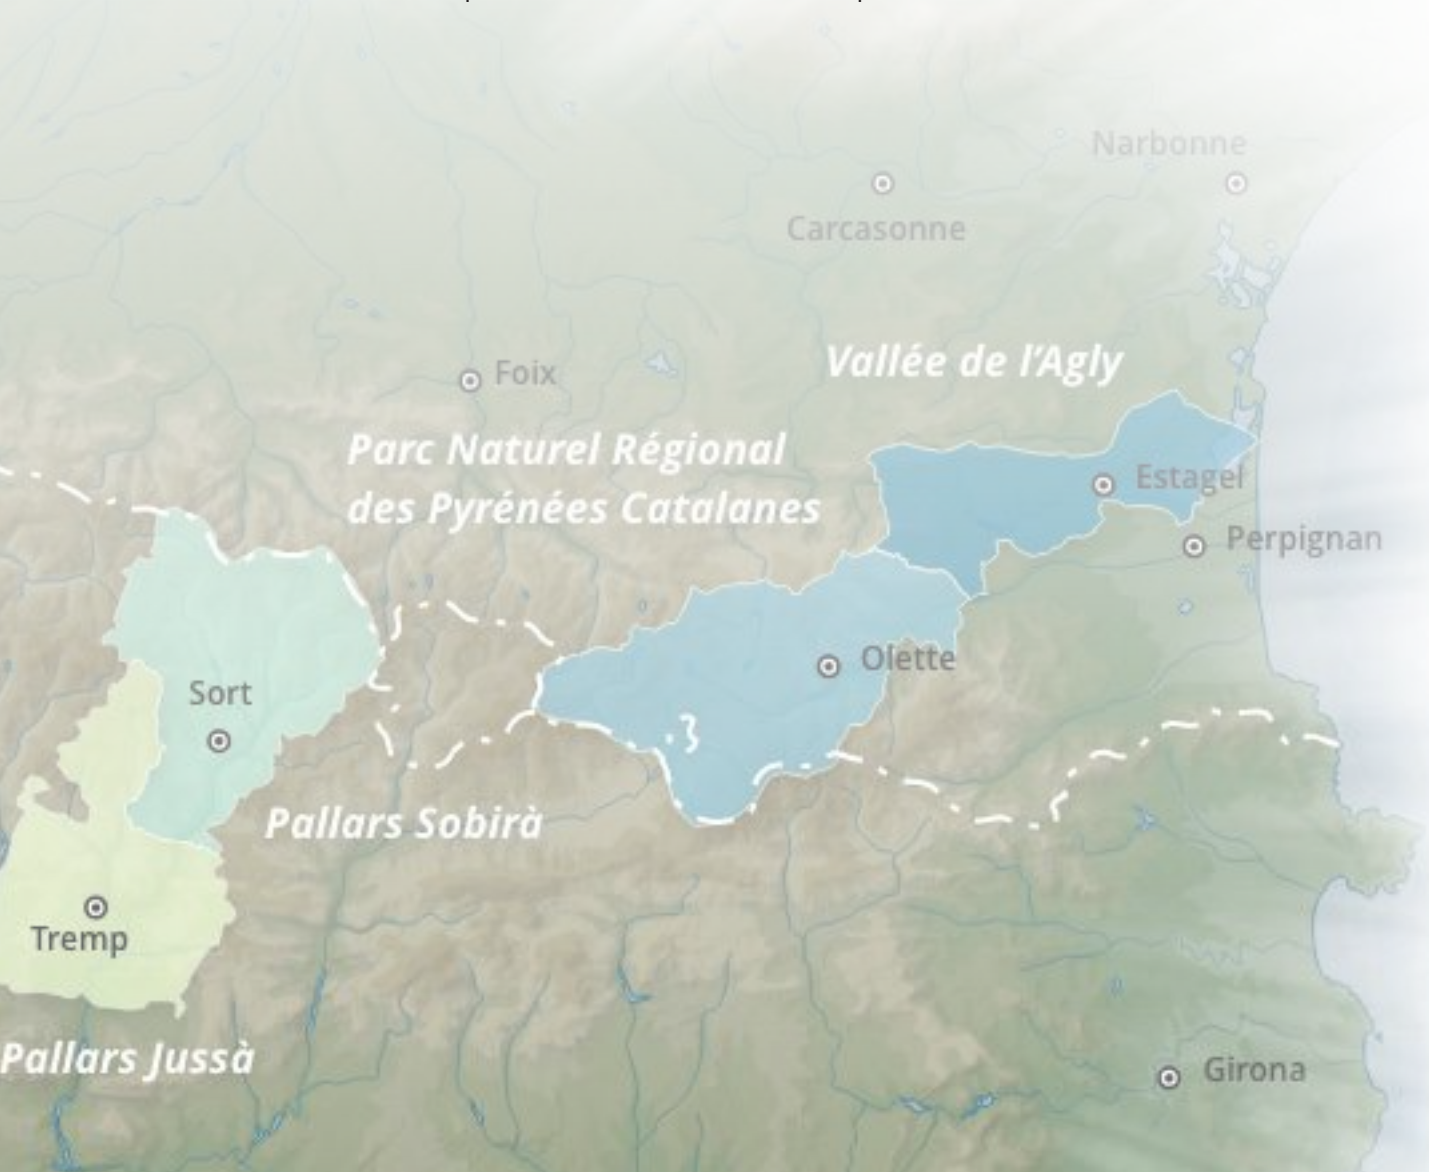 Narbonne
Carcasonne
Vallée de l'Agly
Foix
Parc Naturel Régional
des Pyrénées Catalanes
Estagel
Perpignan
Olette
Sort
Pallars Sobirà
Tremp
Pallars Jussà
Girona